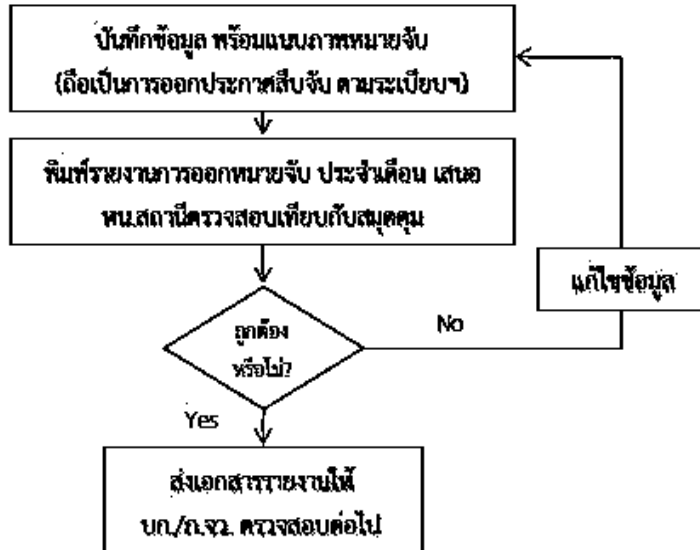 บันทึกข้อมูล พร้อมแนบภาพหมายจับ
(ถือเป็นการออกประกาศสืบจับ ตามระเบียบฯ)
พิมพ์รายงานการออกหมายจับ ประจำเดือน เสนอ
หน.สถานีตรวจสอบเทียบกับสมุดคุม
แก้ไขข้อมูล
ถูกต้อง
หรือไม่?
No
Yes
ส่งเอกสารรายงานให้
บก./ภ.จว. ตรวจสอบต่อไป